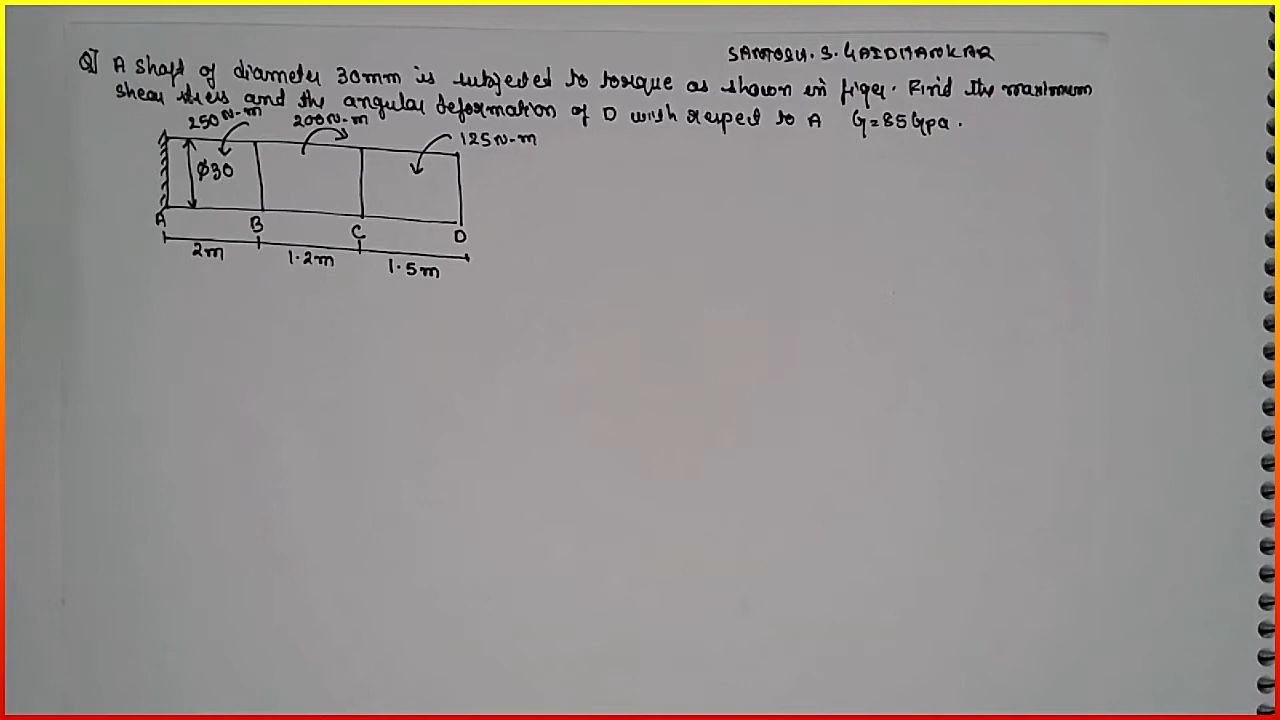 SANTOSH. S. GAIDHANKAR
Q] A shaft of diameter 30mm is subjected to torque as shown in figer. Find the maximum
shear stress and the angular deformation of D with respect to A G=85Gpa.
250N-m 200N-m 125N-m
ϕ30
A B C D
2m 1.2m 1.5m